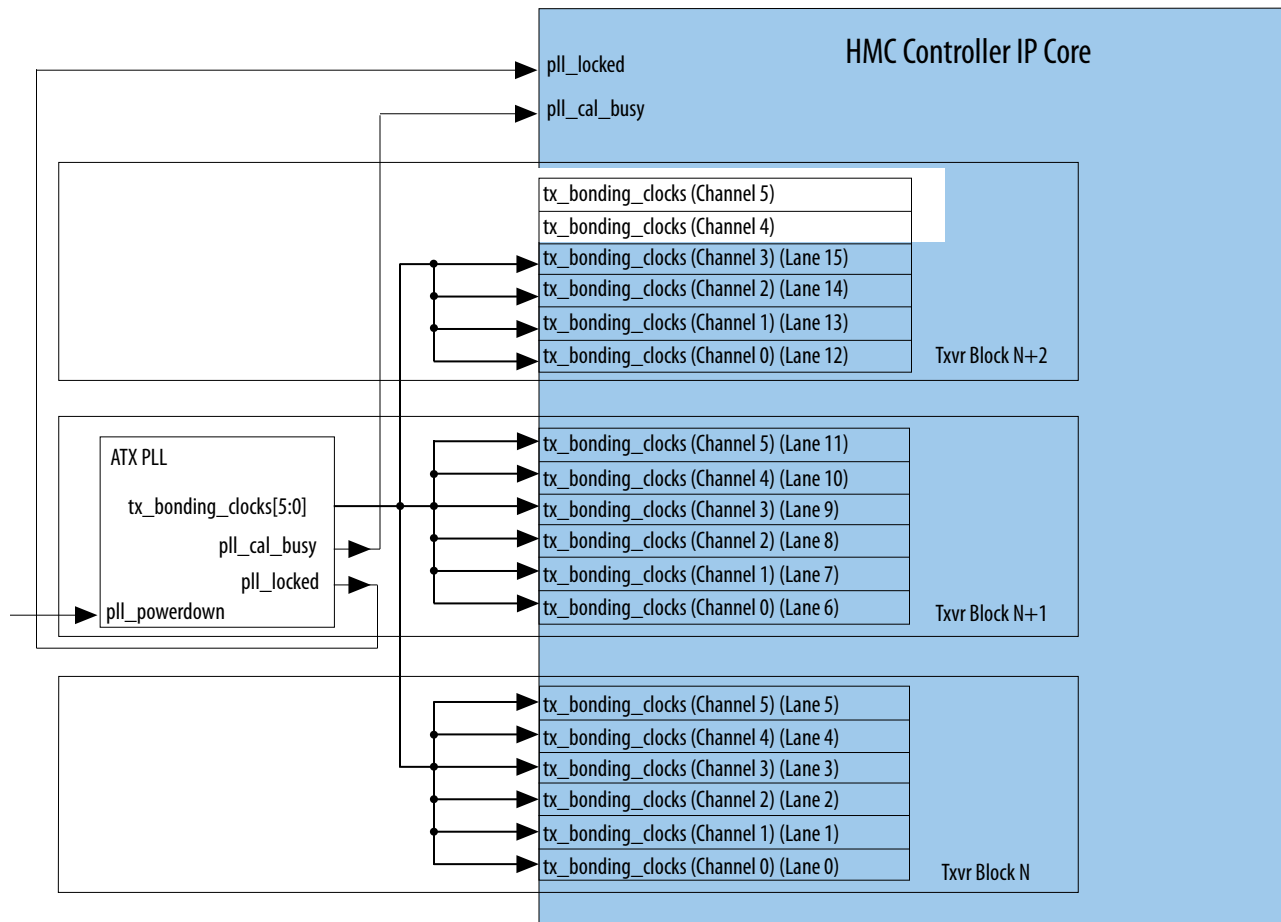 HMC Controller IP Core
pll_locked
pll_cal_busy
tx_bonding_clocks (Channel 5)
tx_bonding_clocks (Channel 4)
tx_bonding_clocks (Channel 3) (Lane 15)
tx_bonding_clocks (Channel 2) (Lane 14)
tx_bonding_clocks (Channel 1) (Lane 13)
tx_bonding_clocks (Channel 0) (Lane 12)
Txvr Block N+2
ATX PLL
tx_bonding_clocks[5:0]
pll_cal_busy
pll_locked
pll_powerdown
tx_bonding_clocks (Channel 5) (Lane 11)
tx_bonding_clocks (Channel 4) (Lane 10)
tx_bonding_clocks (Channel 3) (Lane 9)
tx_bonding_clocks (Channel 2) (Lane 8)
tx_bonding_clocks (Channel 1) (Lane 7)
tx_bonding_clocks (Channel 0) (Lane 6)
Txvr Block N+1
tx_bonding_clocks (Channel 5) (Lane 5)
tx_bonding_clocks (Channel 4) (Lane 4)
tx_bonding_clocks (Channel 3) (Lane 3)
tx_bonding_clocks (Channel 2) (Lane 2)
tx_bonding_clocks (Channel 1) (Lane 1)
tx_bonding_clocks (Channel 0) (Lane 0)
Txvr Block N